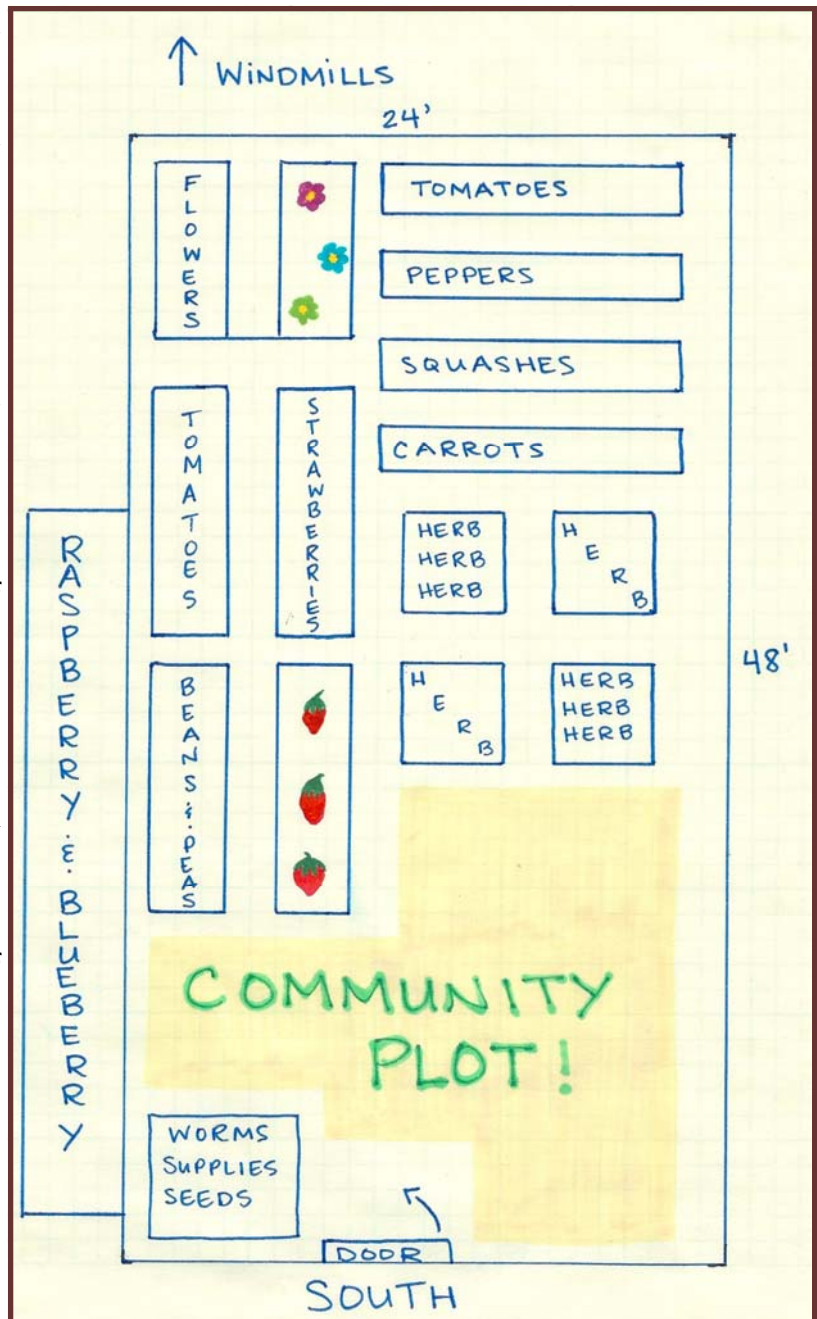 WINDMILLS
24'
FLOWERS
TOMATOES
PEPPERS
SQUASHES
CARROTS
TOMATOES
STRAWBERRIES
HERB
HERB
HERB
HERB
RASPBERRY & BLUEBERRY
48'
BEANS & PEAS
HERB
HERB
HERB
HERB
COMMUNITY
PLOT!
WORMS
SUPPLIES
SEEDS
DOOR
SOUTH